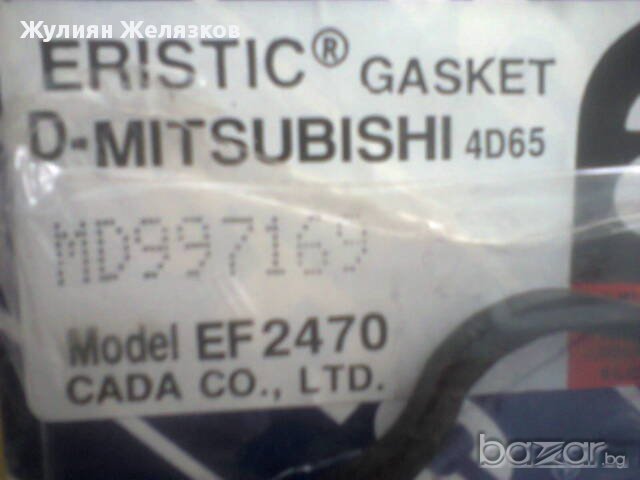 Жулиян Желязков
ERISTIC® GASKET
D-MITSUBISHI 4D65
MD997169
Model EF2470
CADA CO., LTD.
bazar.bg